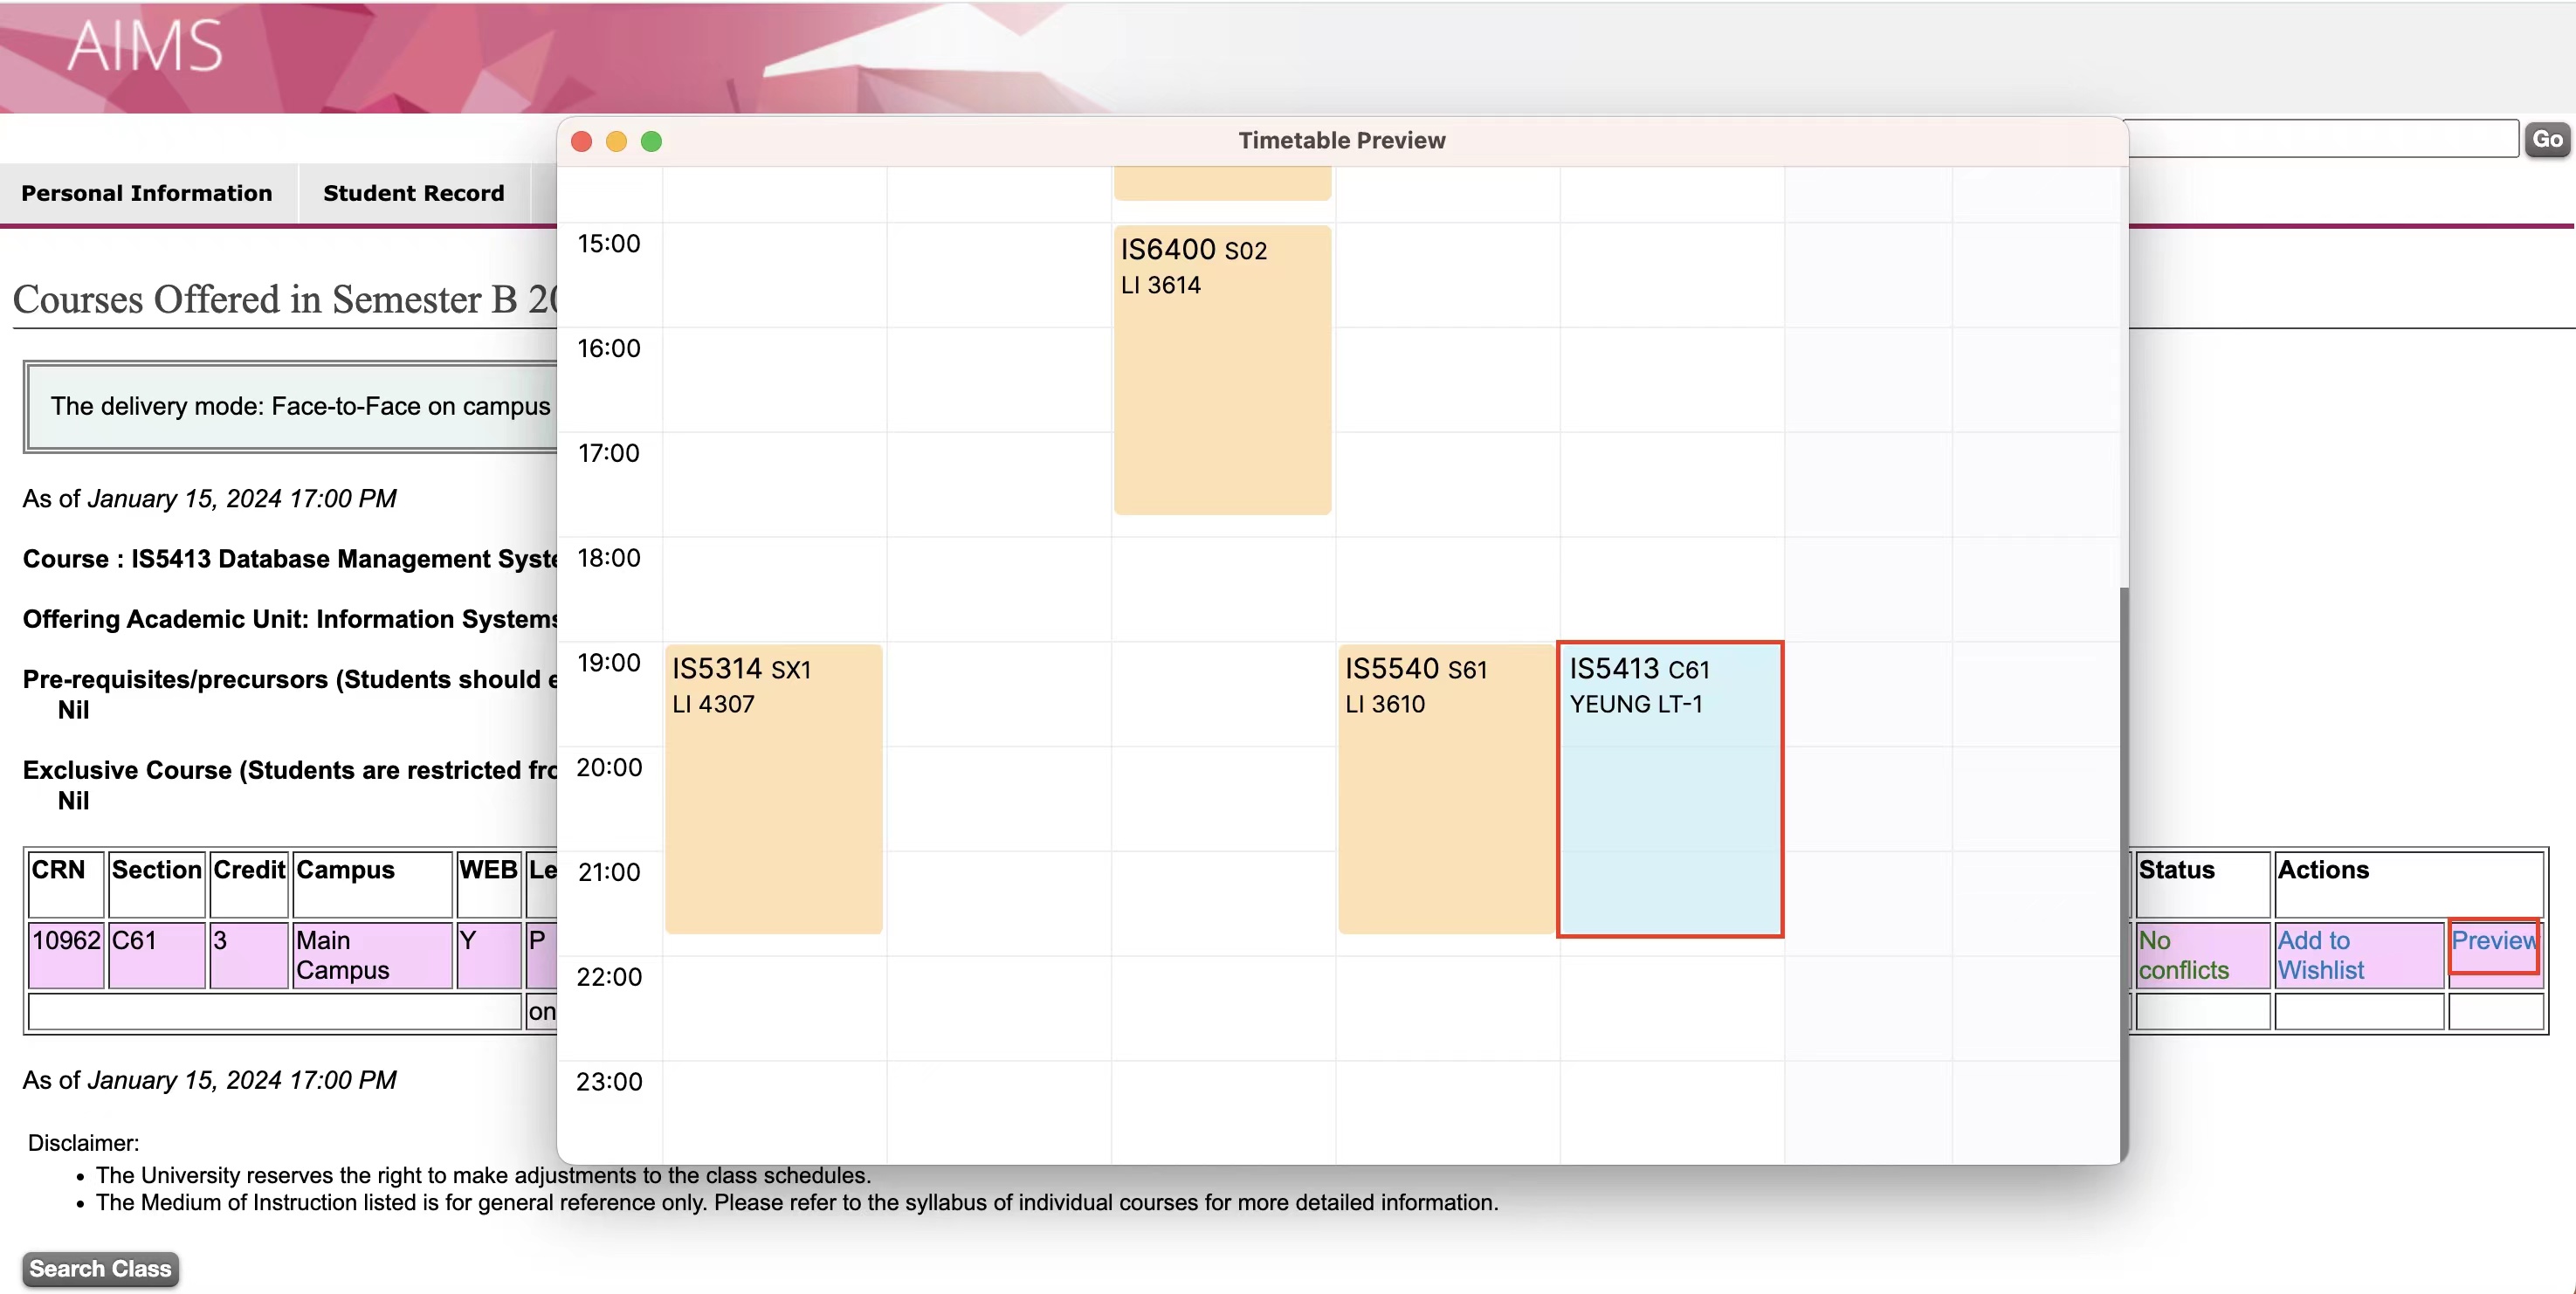 AIMS
Timetable Preview
Go
Personal Information
Student Record
15:00
IS6400 S02
LI 3614
Courses Offered in Semester B
16:00
The delivery mode: Face-to-Face on campus
17:00
As of January 15, 2024 17:00 PM
18:00
Course : IS5413 Database Management
Offering Academic Unit: Information Systems
19:00
IS5314 SX1
LI 4307
IS5540 S61
LI 3610
IS5413 C61
YEUNG LT-1
Pre-requisites/precursors (Students should
Nil
20:00
Exclusive Course (Students are restricted
Nil
21:00
CRN Section Credit Campus WEB Status Actions
10962 C61 3 Main Campus Y P No conflicts Add to Wishlist Preview
on
22:00
23:00
As of January 15, 2024 17:00 PM
Disclaimer:
• The University reserves the right to make adjustments to the class schedules.
• The Medium of Instruction listed is for general reference only. Please refer to the syllabus of individual courses for more detailed information.
Search Class